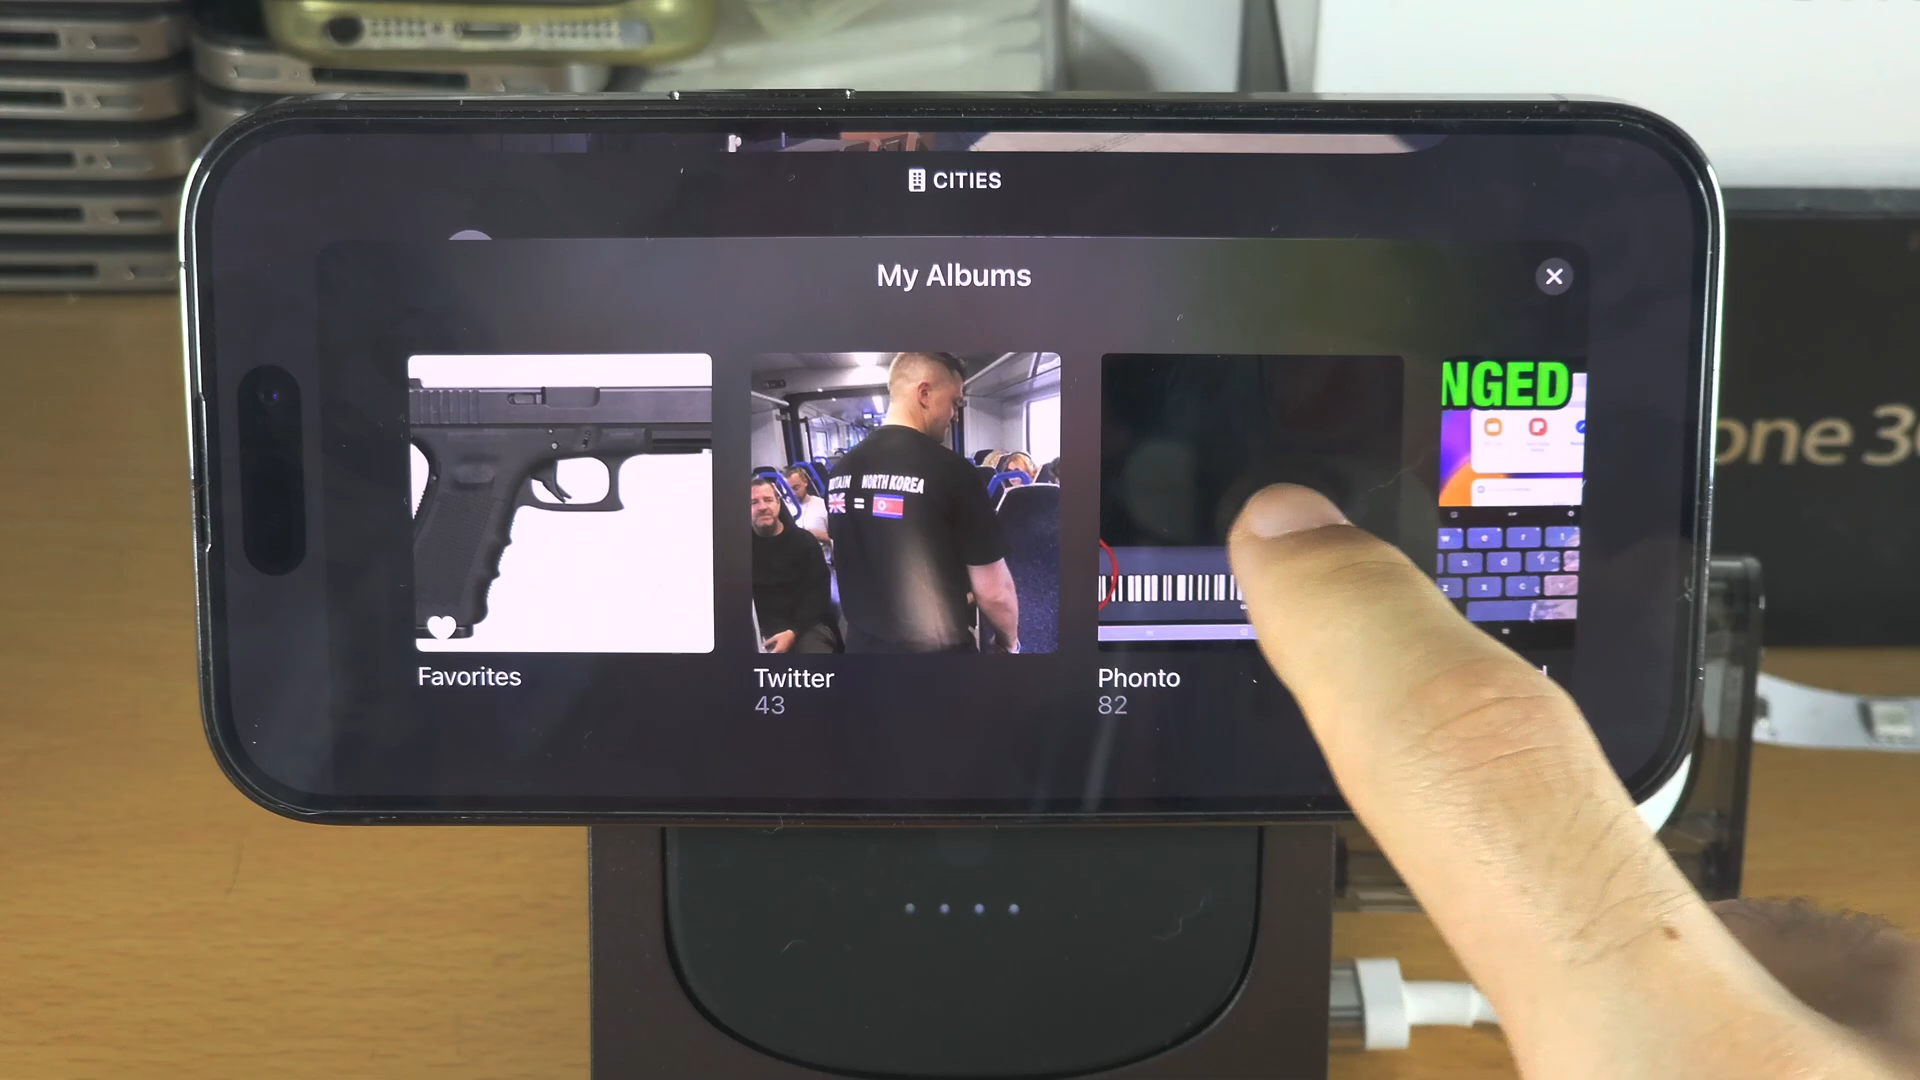 CITIES
My Albums
NGED
NORTH KOREA
=
Favorites
Twitter
43
Phonto
82
one 3